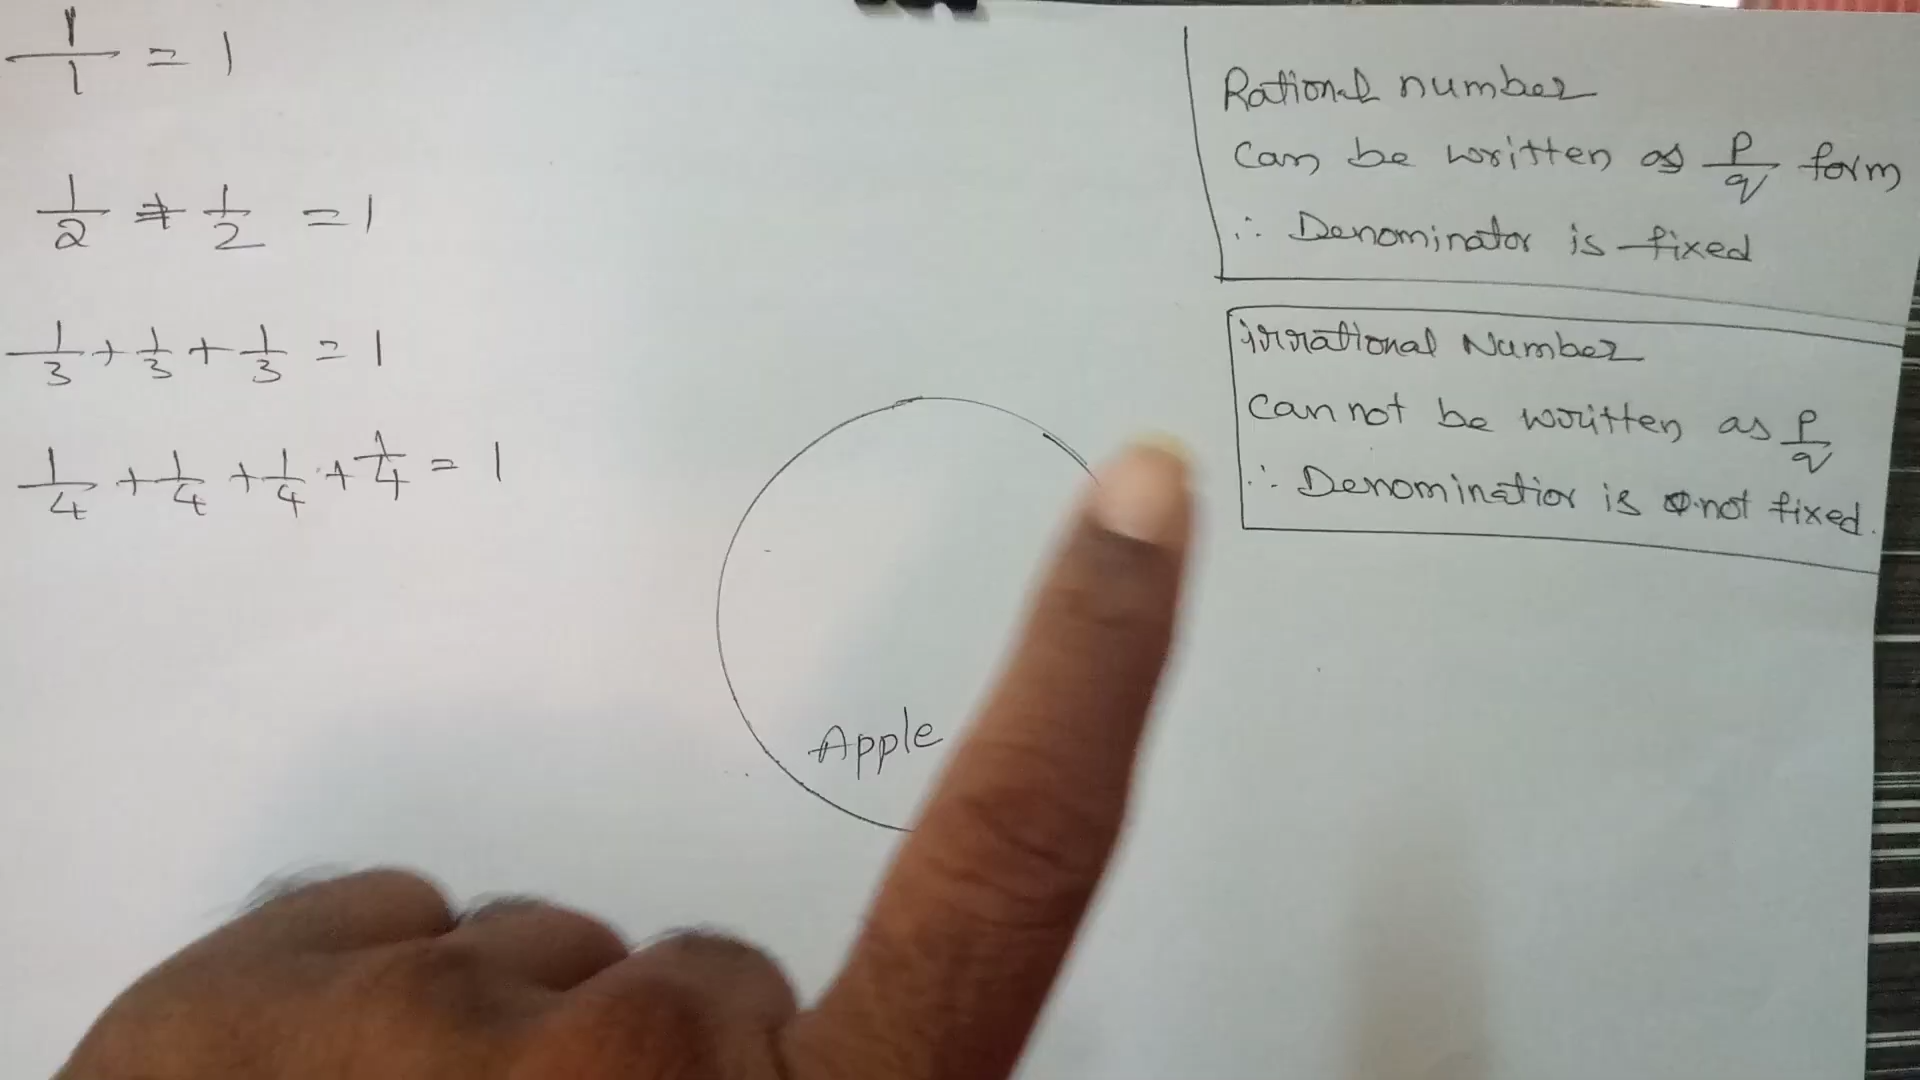 1/1 = 1
1/2 + 1/2 = 1
1/3 + 1/3 + 1/3 = 1
1/4 + 1/4 + 1/4 + 1/4 = 1
Apple
Rational number
can be written as p/q form
∴ Denominator is fixed
irrational Number
cannot be written as p/q
∴ Denominatior is not fixed.